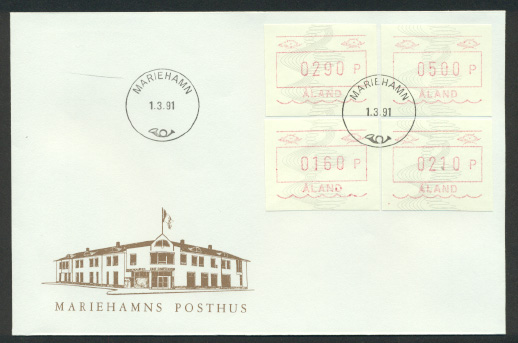 MARIEHAMN
1.3.91
0290 P
ÅLAND
0500 P
ÅLAND
MARIEHAMN
1.3.91
0160 P
ÅLAND
0210 P
ÅLAND
MARIEHAMNS POSTHUS